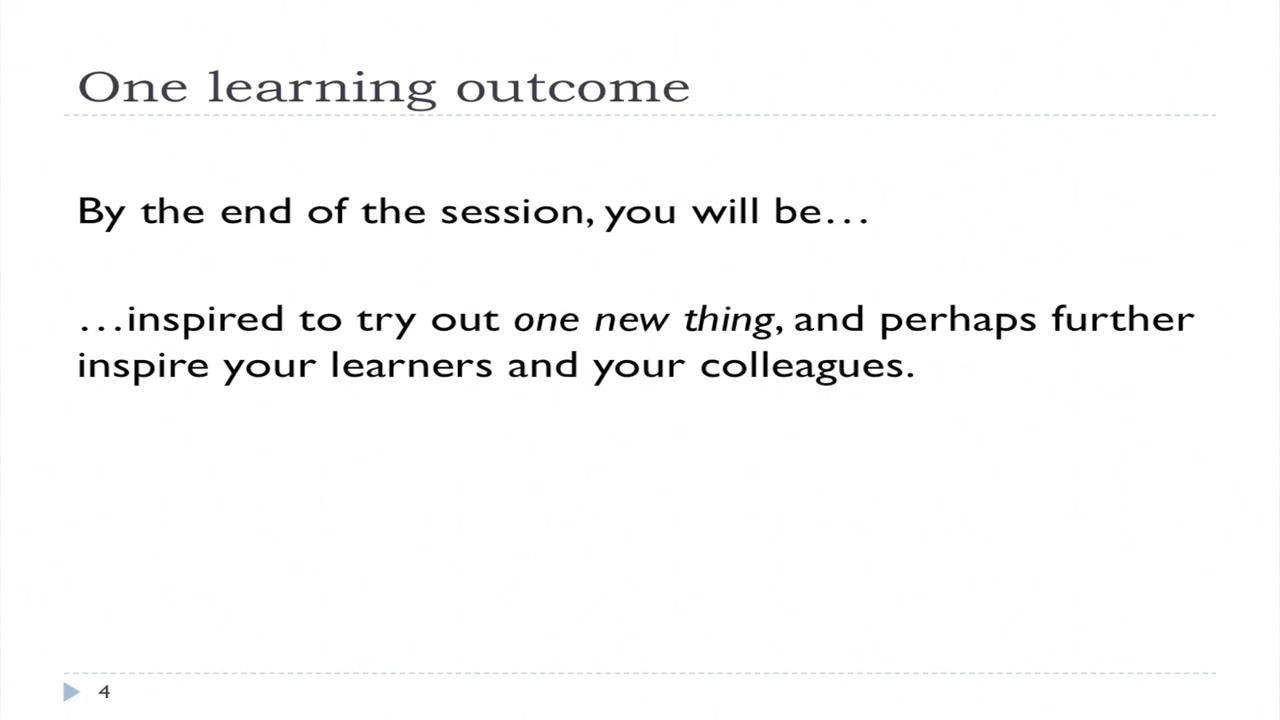 One learning outcome
By the end of the session, you will be…
…inspired to try out one new thing, and perhaps further
inspire your learners and your colleagues.
4